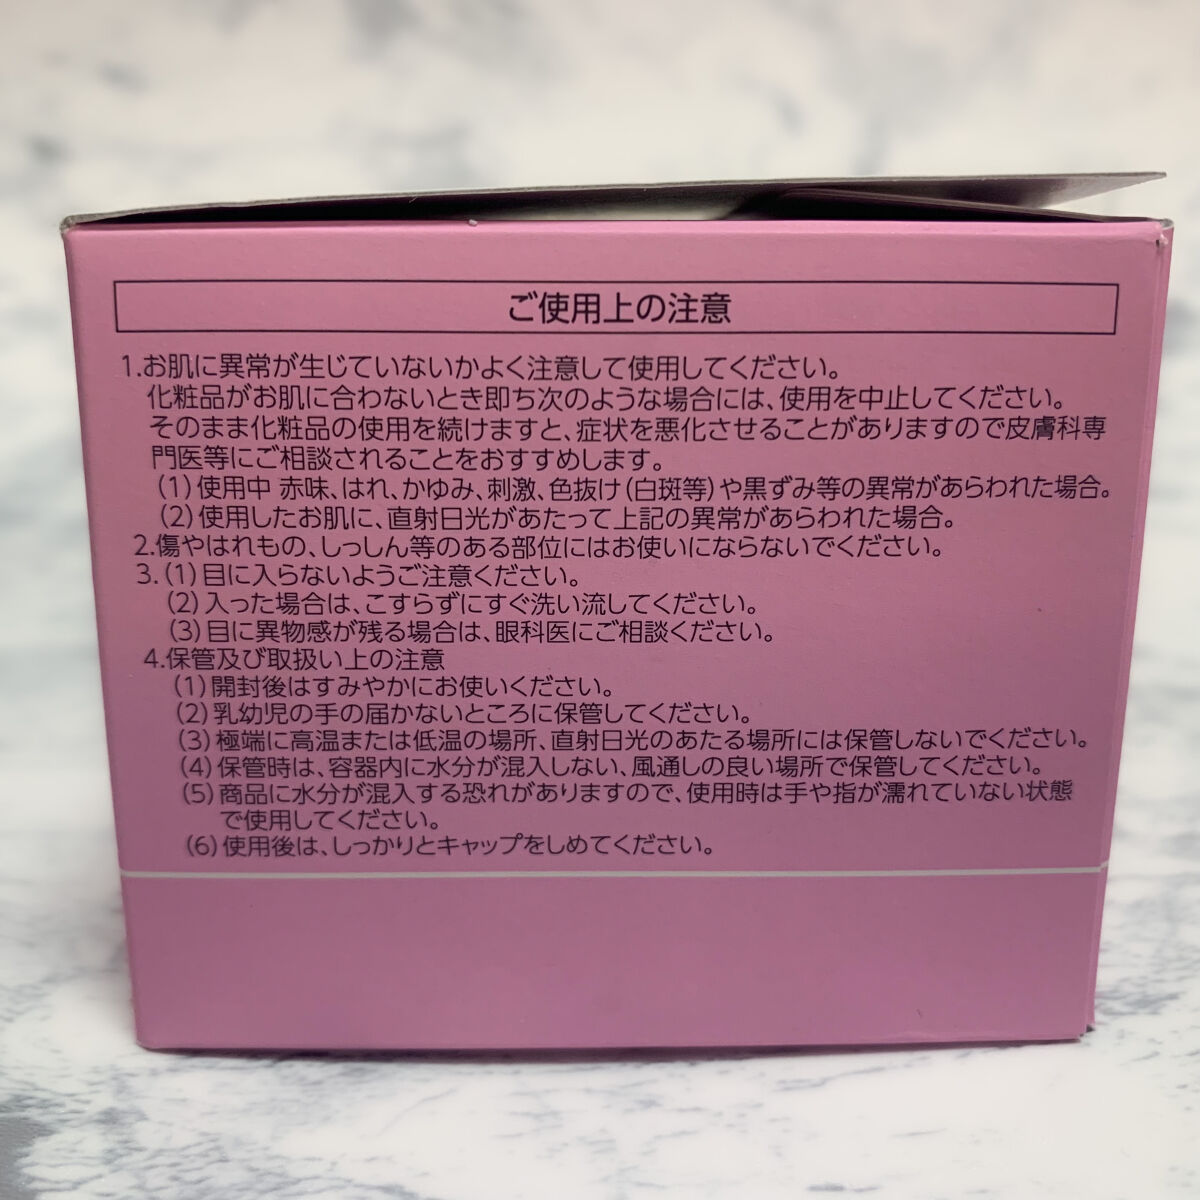 ご使用上の注意
1.お肌に異常が生じていないかよく注意して使用してください。
化粧品がお肌に合わないとき即ち次のような場合には、使用を中止してください。
そのまま化粧品の使用を続けますと、症状を悪化させることがありますので皮膚科専
門医等にご相談されることをおすすめします。
(1)使用中 赤味、はれ、かゆみ、刺激、色抜け(白斑等)や黒ずみ等の異常があらわれた場合。
(2)使用したお肌に、直射日光があたって上記の異常があらわれた場合。
2.傷やはれもの、しっしん等のある部位にはお使いにならないでください。
3.(1)目に入らないようご注意ください。
(2)入った場合は、こすらずにすぐ洗い流してください。
(3)目に異物感が残る場合は、眼科医にご相談ください。
4.保管及び取扱い上の注意
(1)開封後はすみやかにお使いください。
(2)乳幼児の手の届かないところに保管してください。
(3)極端に高温または低温の場所、直射日光のあたる場所には保管しないでください。
(4)保管時は、容器内に水分が混入しない、風通しの良い場所で保管してください。
(5)商品に水分が混入する恐れがありますので、使用時は手や指が濡れていない状態
で使用してください。
(6)使用後は、しっかりとキャップをしめてください。